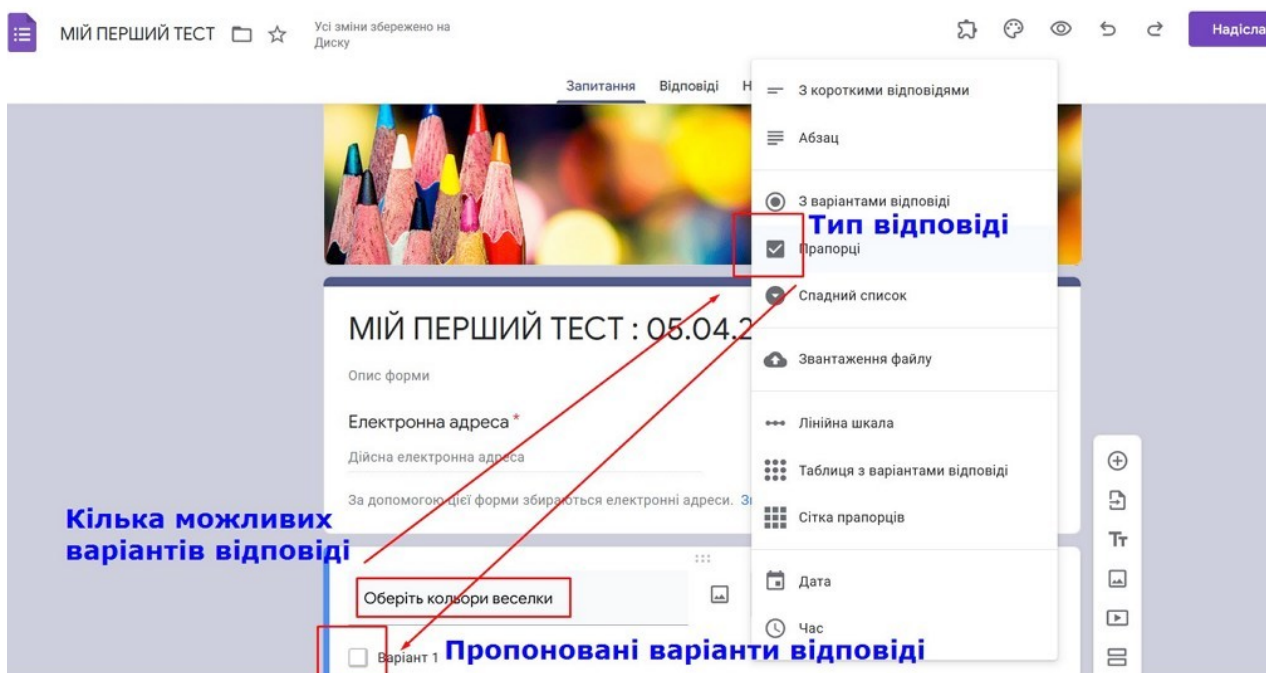 МІЙ ПЕРШИЙ ТЕСТ
Усі зміни збережено на
Диску
Запитання Відповіді Н
З короткими відповідями
Абзац
З варіантами відповіді
Тип відповіді
Прапорці
Спадний список
МІЙ ПЕРШИЙ ТЕСТ : 05.04.2
Звантаження файлу
Опис форми
Електронна адреса *
Лінійна шкала
Дійсна електронна адреса
Таблиця з варіантами відповіді
За допомогою цієї форми збираються електронні адреси.
Сітка прапорців
Кілька можливих
варіантів відповіді
Tт
Дата
Оберіть кольори веселки
Час
Варіант 1
Пропоновані варіанти відповіді